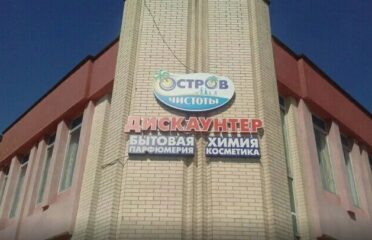 ОСТРОВ
ЧИСТОТЫ
ДИСКАУНТЕР
БЫТОВАЯ ХИМИЯ
ПАРФЮМЕРИЯ КОСМЕТИКА